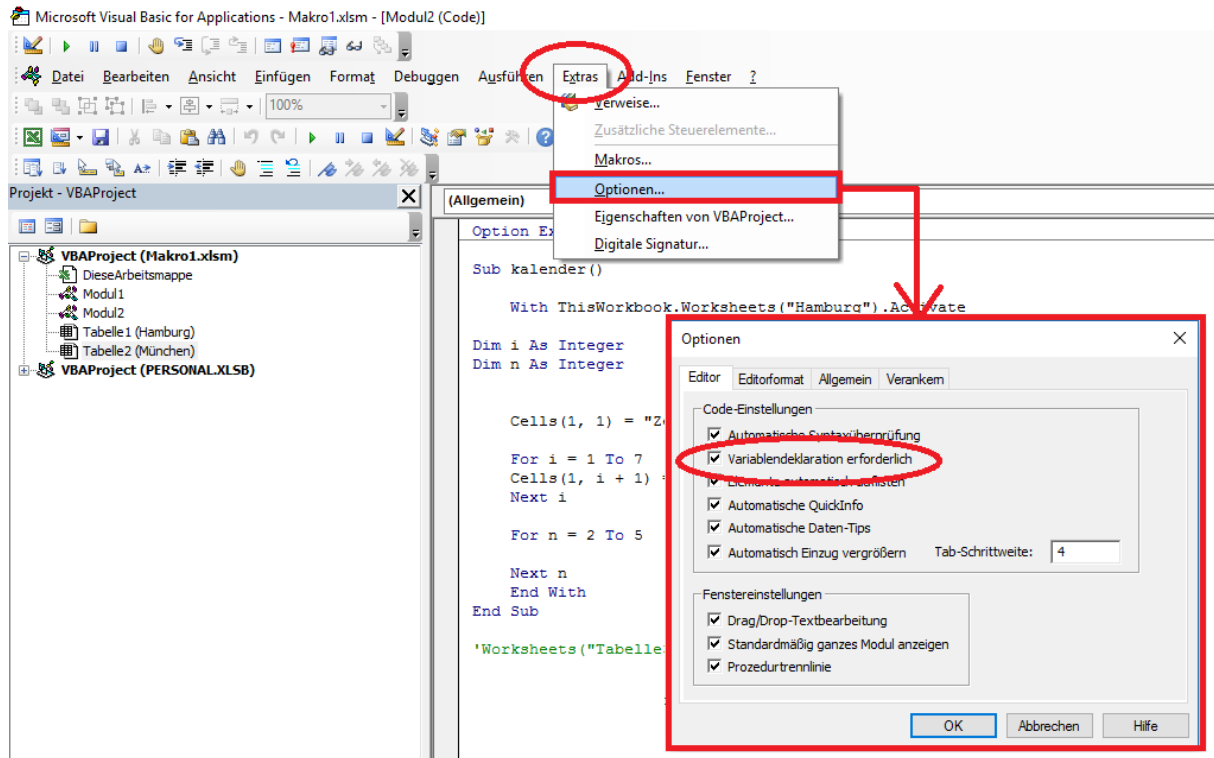 Microsoft Visual Basic for Applications - Makro1.xlsm - [Modul2 (Code)]
Datei Bearbeiten Ansicht Einfügen Format Debuggen Ausführen Extras Add-Ins Fenster ?
100%
Verweise...
Zusätzliche Steuerelemente...
Makros...
Optionen...
Eigenschaften von VBAProject...
Digitale Signatur...
Projekt - VBAProject
VBAProject (Makro1.xlsm)
DieseArbeitsmappe
Modul1
Modul2
Tabelle1 (Hamburg)
Tabelle2 (München)
VBAProject (PERSONAL.XLSB)
(Allgemein)
Option
Sub kalender()
With ThisWorkbook.Worksheets("Hamburg").Activate
Dim i As Integer
Dim n As Integer
Cells(1, 1) =
For i = 1 To 7
Cells(1, i + 1) =
Next i
For n = 2 To 5
Next n
End With
End Sub
Optionen
Editor Editorformat Allgemein Verankern
Code-Einstellungen
Automatische Syntaxüberprüfung
Variablendeklaration erforderlich
Elemente automatisch auflisten
Automatische QuickInfo
Automatische Daten-Tips
Automatisch Einzug vergrößern Tab-Schrittweite: 4
Fenstereinstellungen
Drag/Drop-Textbearbeitung
Standardmäßig ganzes Modul anzeigen
Prozedurtrennlinie
OK Abbrechen Hilfe